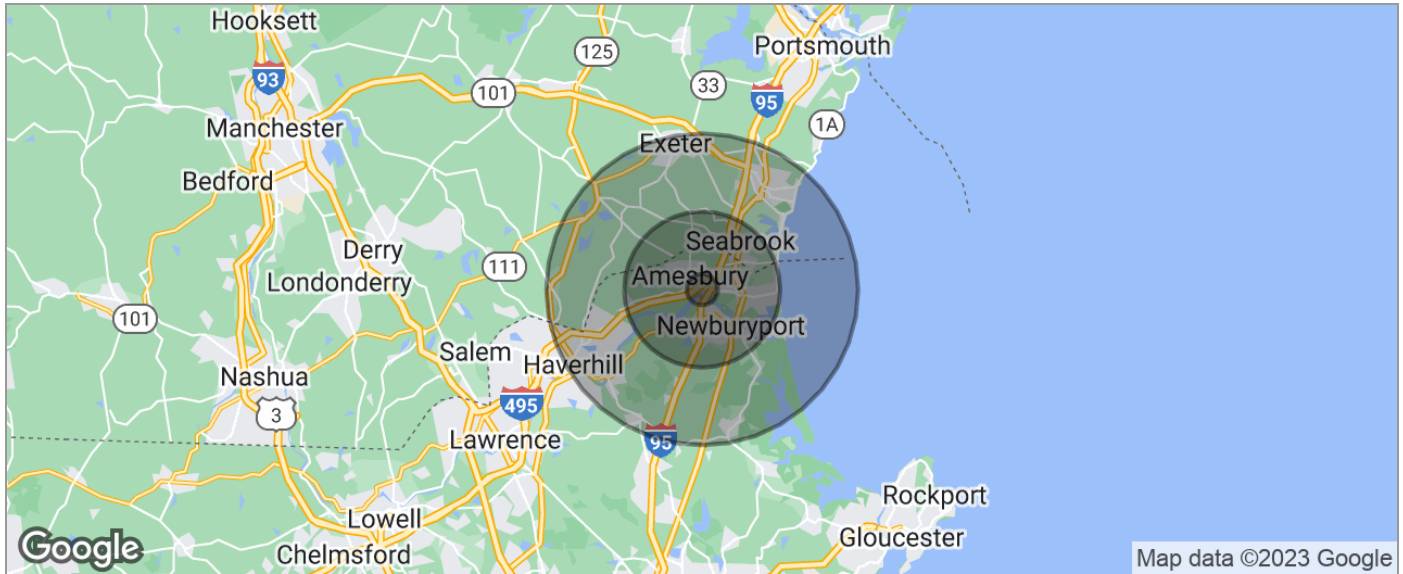 Hooksett
Portsmouth
125
93
33
101
95
1A
Manchester
Exeter
Bedford
Derry
Seabrook
111
Londonderry
Amesbury
101
Newburyport
Salem
Haverhill
Nashua
495
3
Lawrence
95
Rockport
Lowell
Gloucester
Chelmsford
Google
Map data ©2023 Google